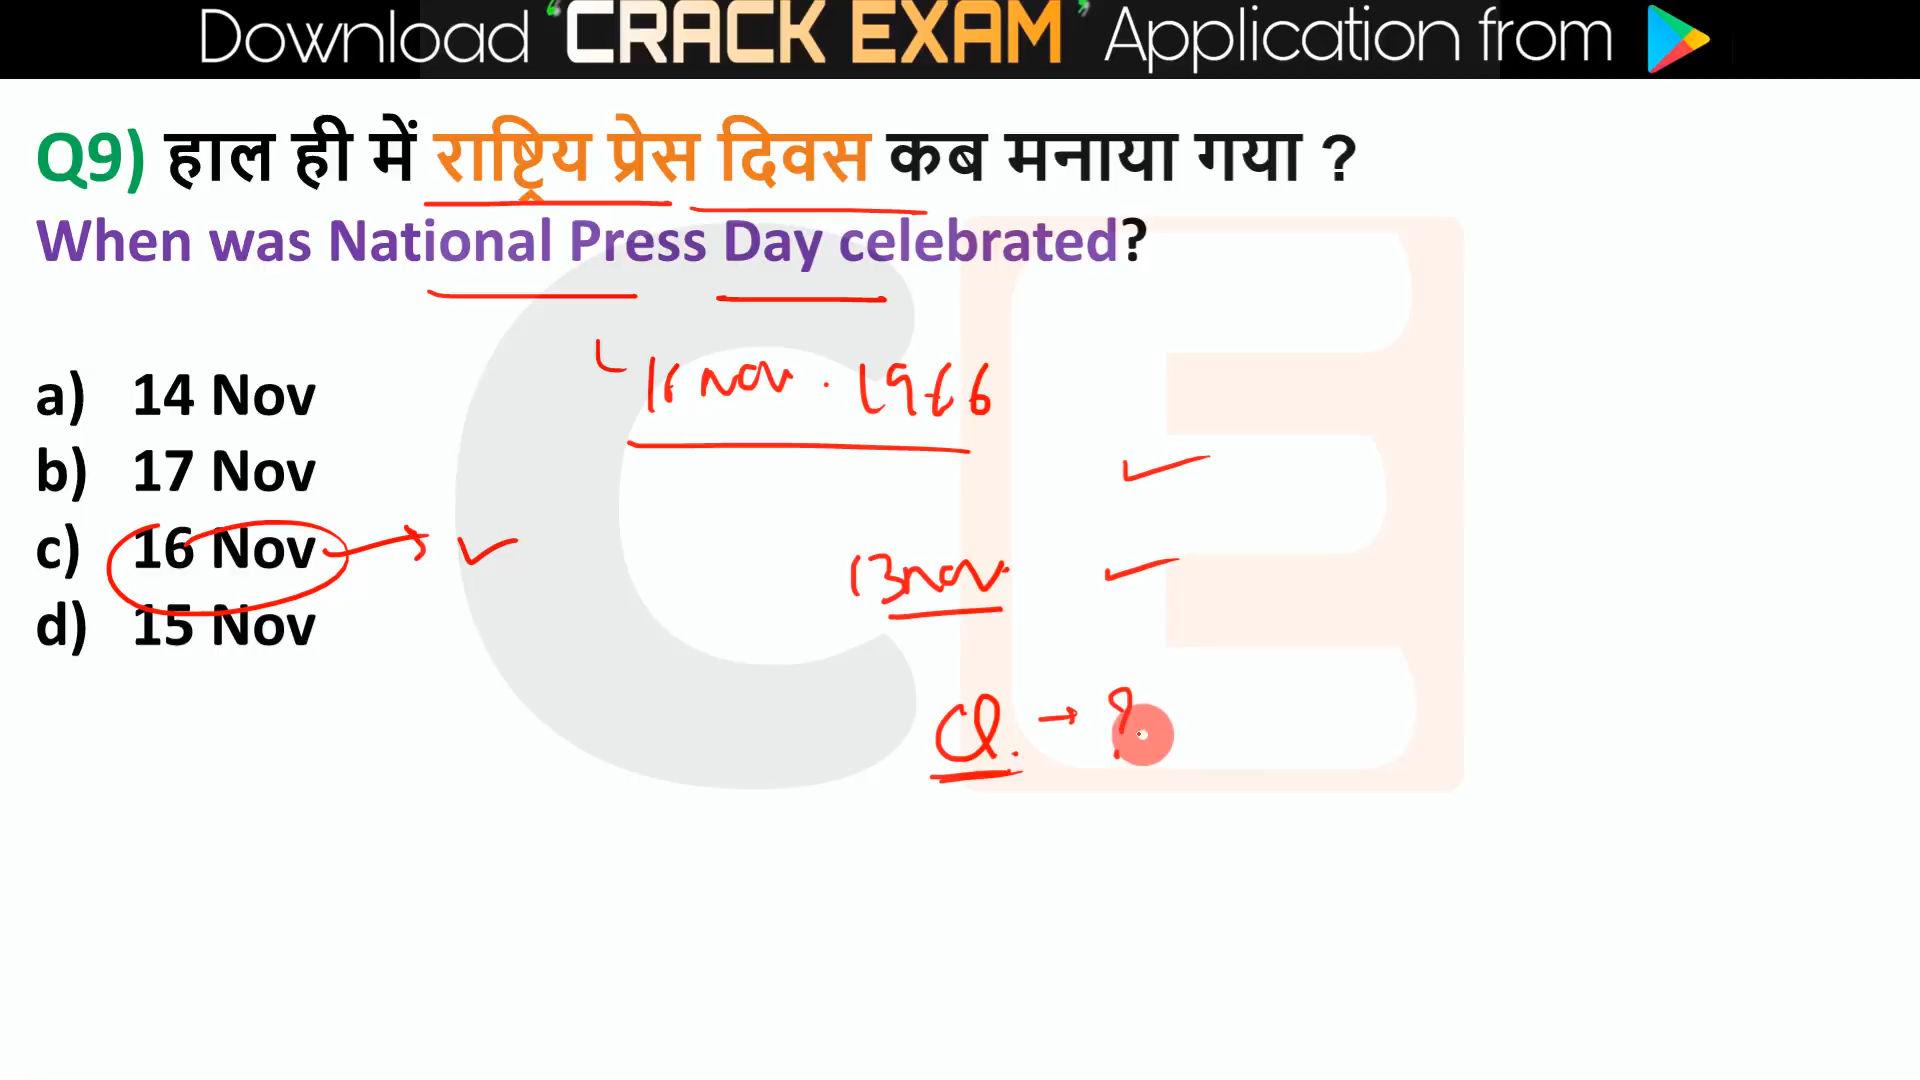 Download 'CRACK EXAM' Application from
Q9) हाल ही में राष्ट्रिय प्रेस दिवस कब मनाया गया ?
When was National Press Day celebrated?
16 nov. 1966
a) 14 Nov
b) 17 Nov
c) 16 Nov
13 nov.
d) 15 Nov
Q. → ?
CE